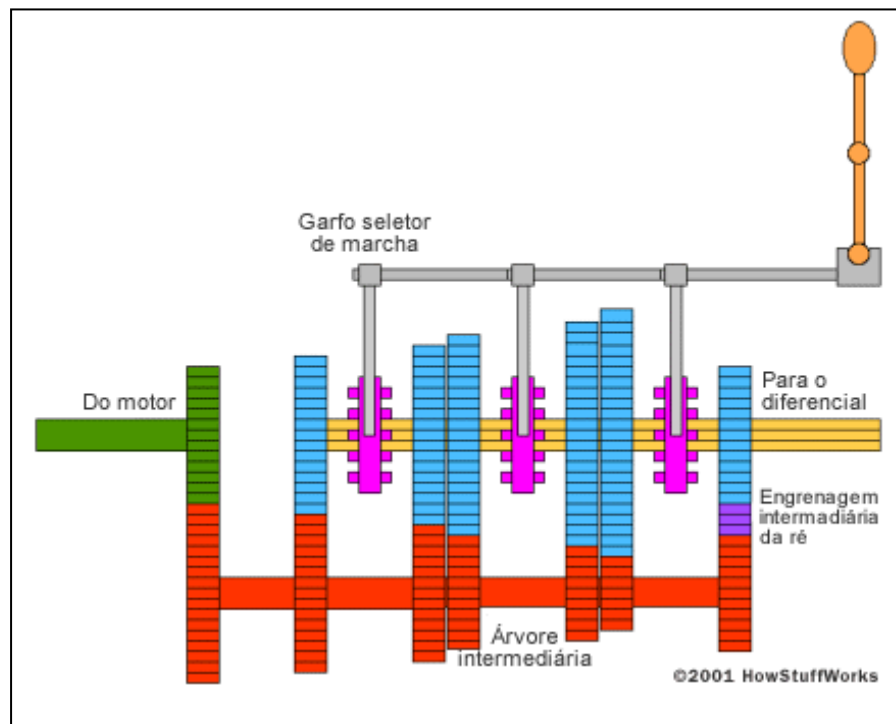 Garfo seletor
de marcha
Do motor
Para o
diferencial
Engrenagem
intermadiária
da ré
Árvore
intermediária
©2001 HowStuffWorks